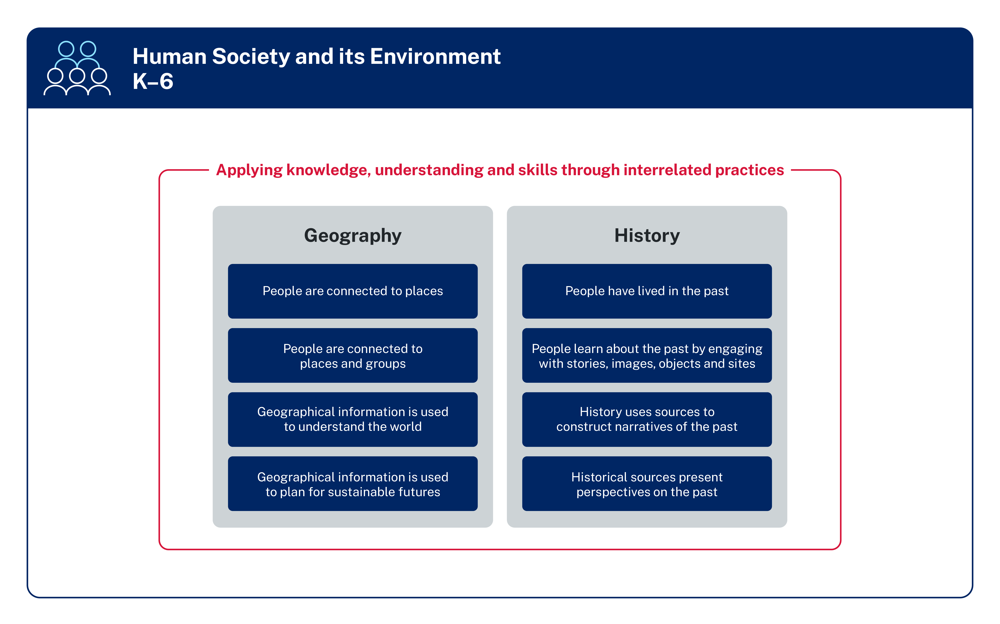 Human Society and its Environment
K–6
Applying knowledge, understanding and skills through interrelated practices
Geography
People are connected to places
People are connected to
places and groups
Geographical information is used
to understand the world
Geographical information is used
to plan for sustainable futures
History
People have lived in the past
People learn about the past by engaging
with stories, images, objects and sites
History uses sources to
construct narratives of the past
Historical sources present
perspectives on the past